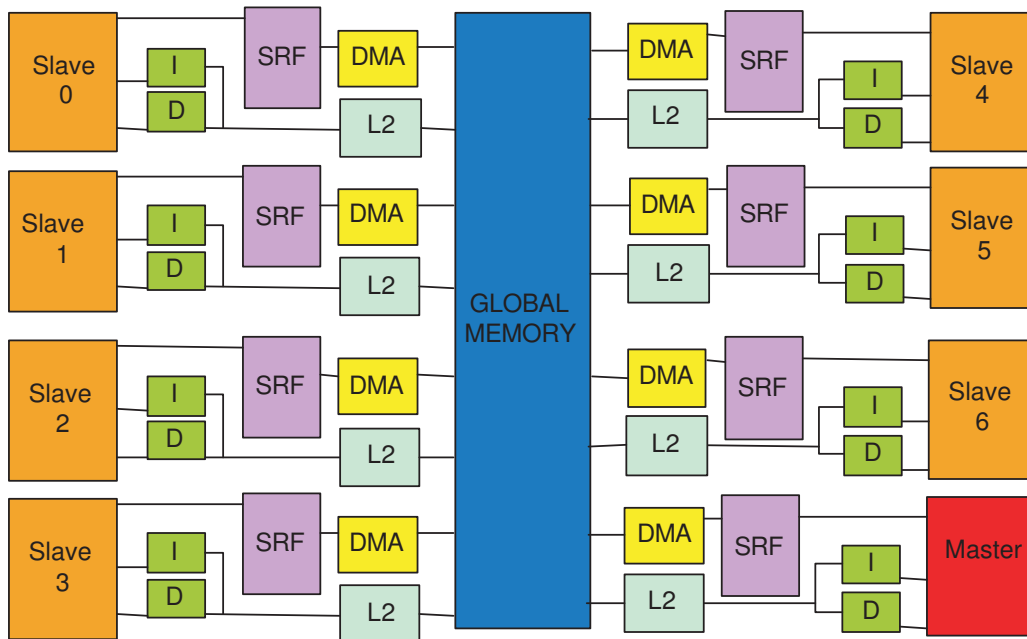 Slave
0
I
D
SRF
DMA
L2
Slave
1
I
D
SRF
DMA
L2
Slave
2
I
D
SRF
DMA
L2
Slave
3
I
D
SRF
DMA
L2
GLOBAL
MEMORY
DMA
L2
SRF
I
D
Slave
4
DMA
L2
SRF
I
D
Slave
5
DMA
L2
SRF
I
D
Slave
6
DMA
L2
SRF
I
D
Master